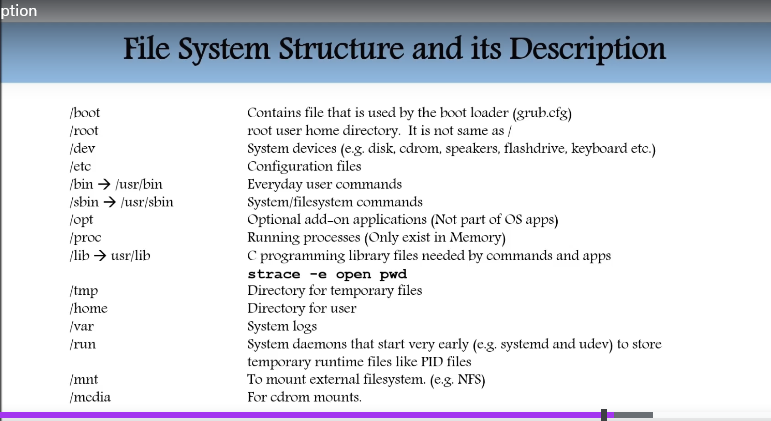 ption
File System Structure and its Description
/boot Contains file that is used by the boot loader (grub.cfg)
/root root user home directory. It is not same as /
/dev System devices (e.g. disk, cdrom, speakers, flashdrive, keyboard etc.)
/etc Configuration files
/bin → /usr/bin Everyday user commands
/sbin → /usr/sbin System/filesystem commands
/opt Optional add-on applications (Not part of OS apps)
/proc Running processes (Only exist in Memory)
/lib → usr/lib C programming library files needed by commands and apps
strace -e open pwd
/tmp Directory for temporary files
/home Directory for user
/var System logs
/run System daemons that start very early (e.g. systemd and udev) to store
temporary runtime files like PID files
/mnt To mount external filesystem. (e.g. NFS)
/media For cdrom mounts.